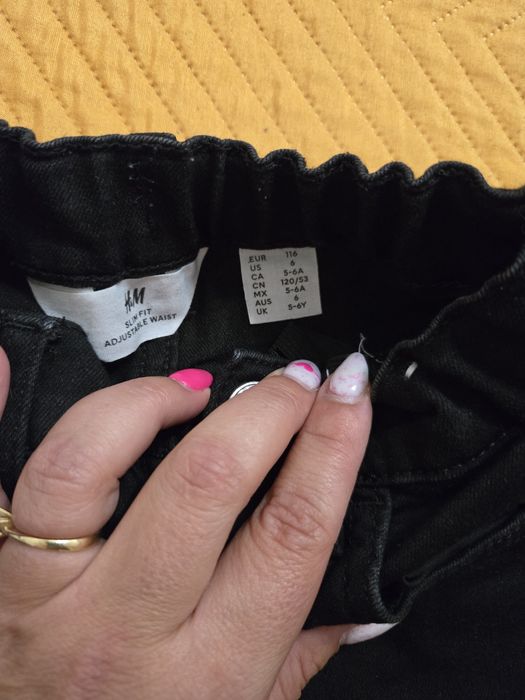 H&M
SLIM FIT
ADJUSTABLE WAIST
EUR 116
US 6
CA 5-6A
CN 120/53
MX 5-6A
AUS 6
UK 5-6Y